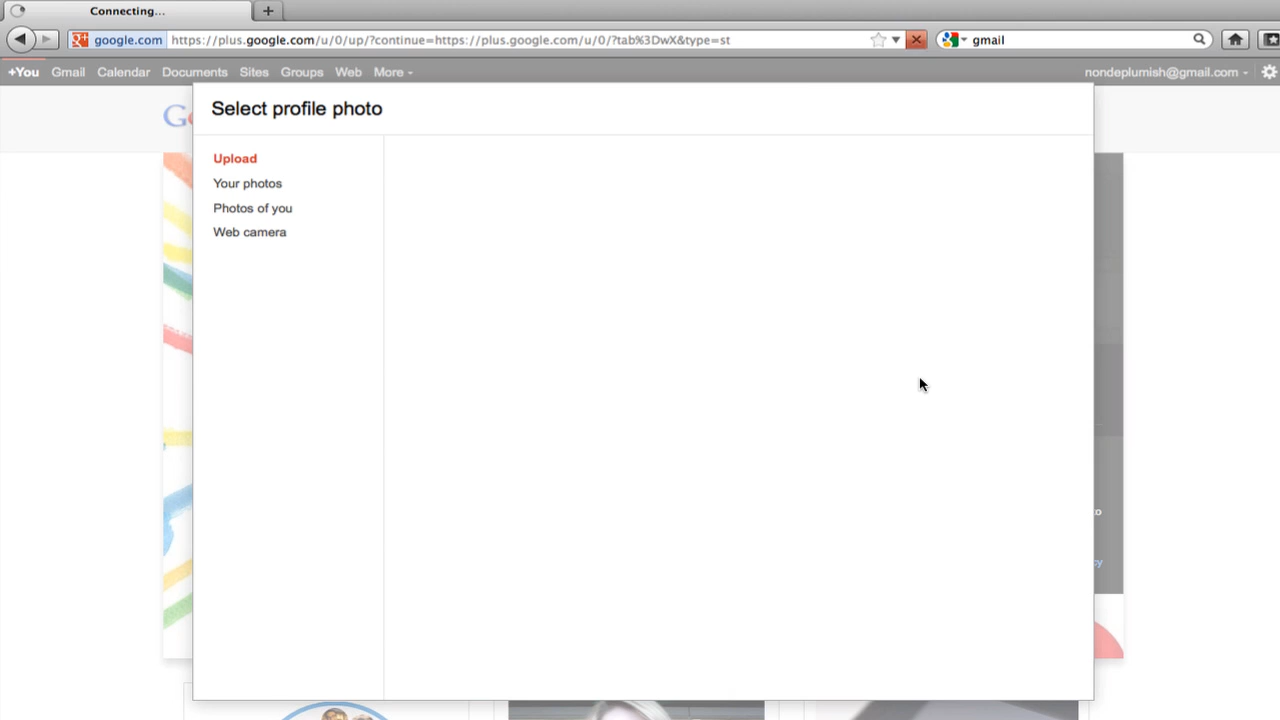 Connecting...
google.com https://plus.google.com/u/0/up/?continue=https://plus.google.com/u/0/?tab%3DwX&type=st gmail
+You Gmail Calendar Documents Sites Groups Web More nondeplumish@gmail.com
Select profile photo
Upload
Your photos
Photos of you
Web camera